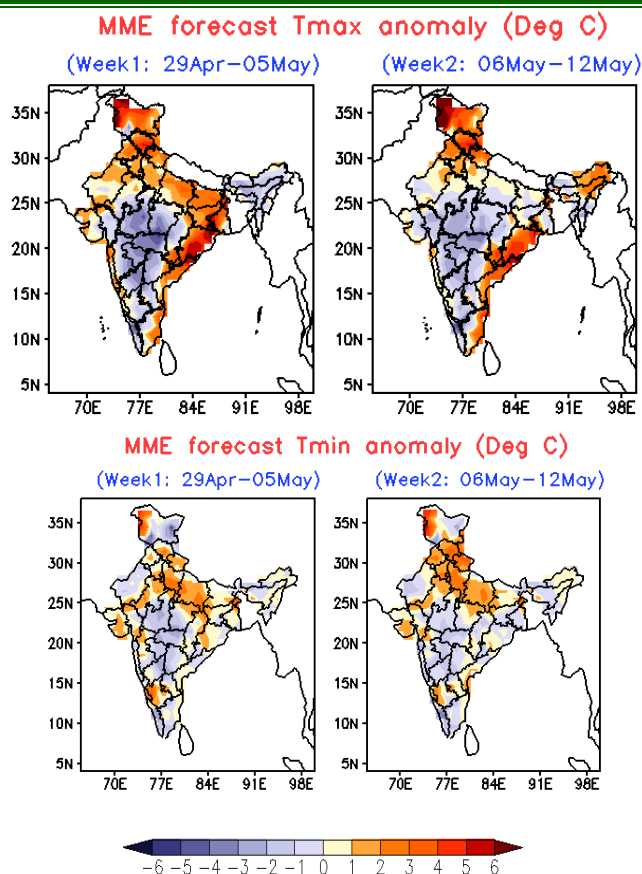 MME forecast Tmax anomaly (Deg C)
(Week1: 29Apr-05May) (Week2: 06May-12May)
35N 35N
30N 30N
25N 25N
20N 20N
15N 15N
10N 10N
5N 5N
70E 77E 84E 91E 98E 70E 77E 84E 91E 98E
MME forecast Tmin anomaly (Deg C)
(Week1: 29Apr-05May) (Week2: 06May-12May)
35N 35N
30N 30N
25N 25N
20N 20N
15N 15N
10N 10N
5N 5N
70E 77E 84E 91E 98E 70E 77E 84E 91E 98E
-6 -5 -4 -3 -2 -1 0 1 2 3 4 5 6